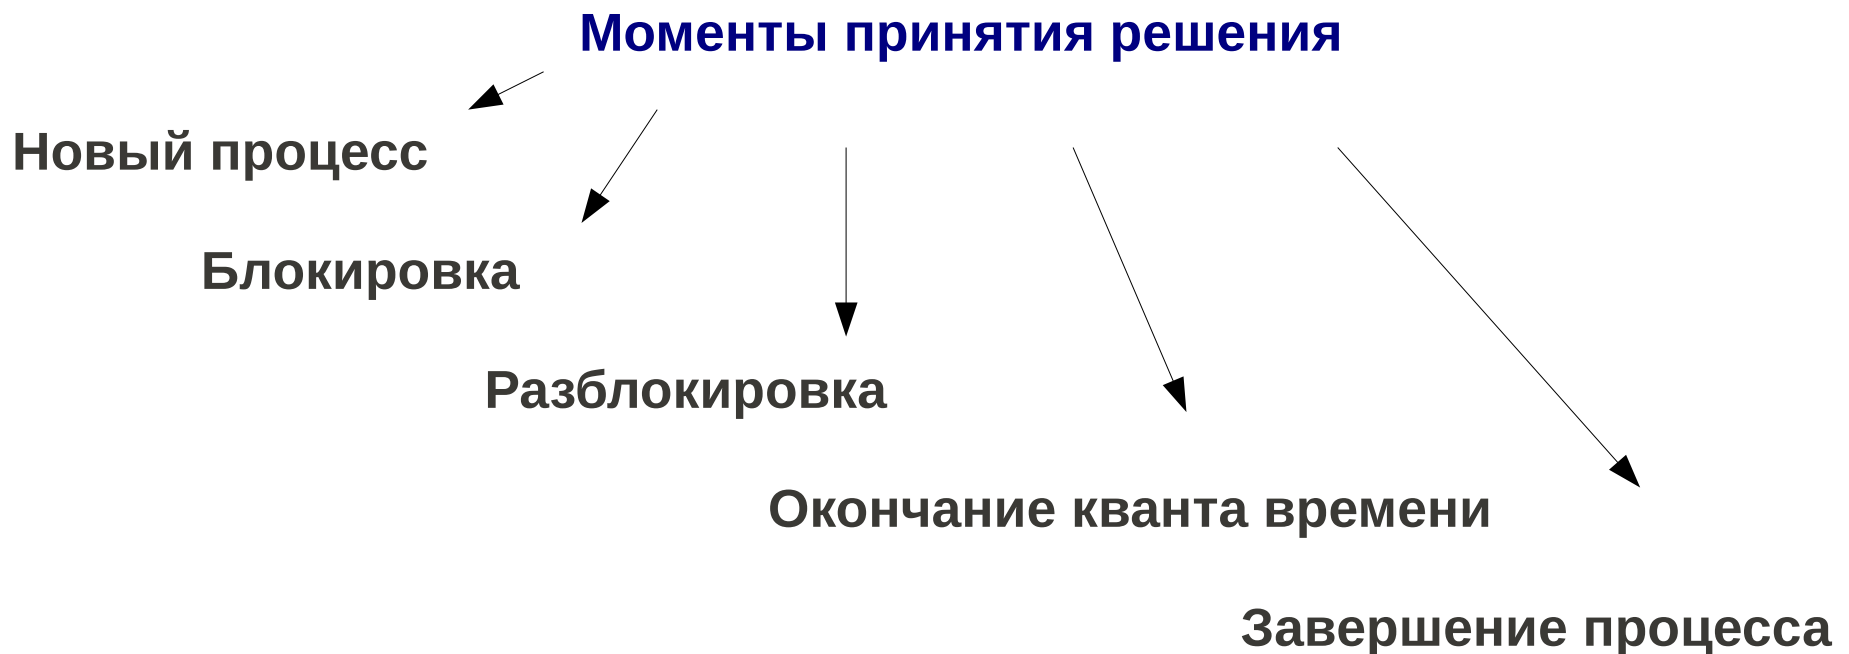 Моменты принятия решения
Новый процесс
Блокировка
Разблокировка
Окончание кванта времени
Завершение процесса